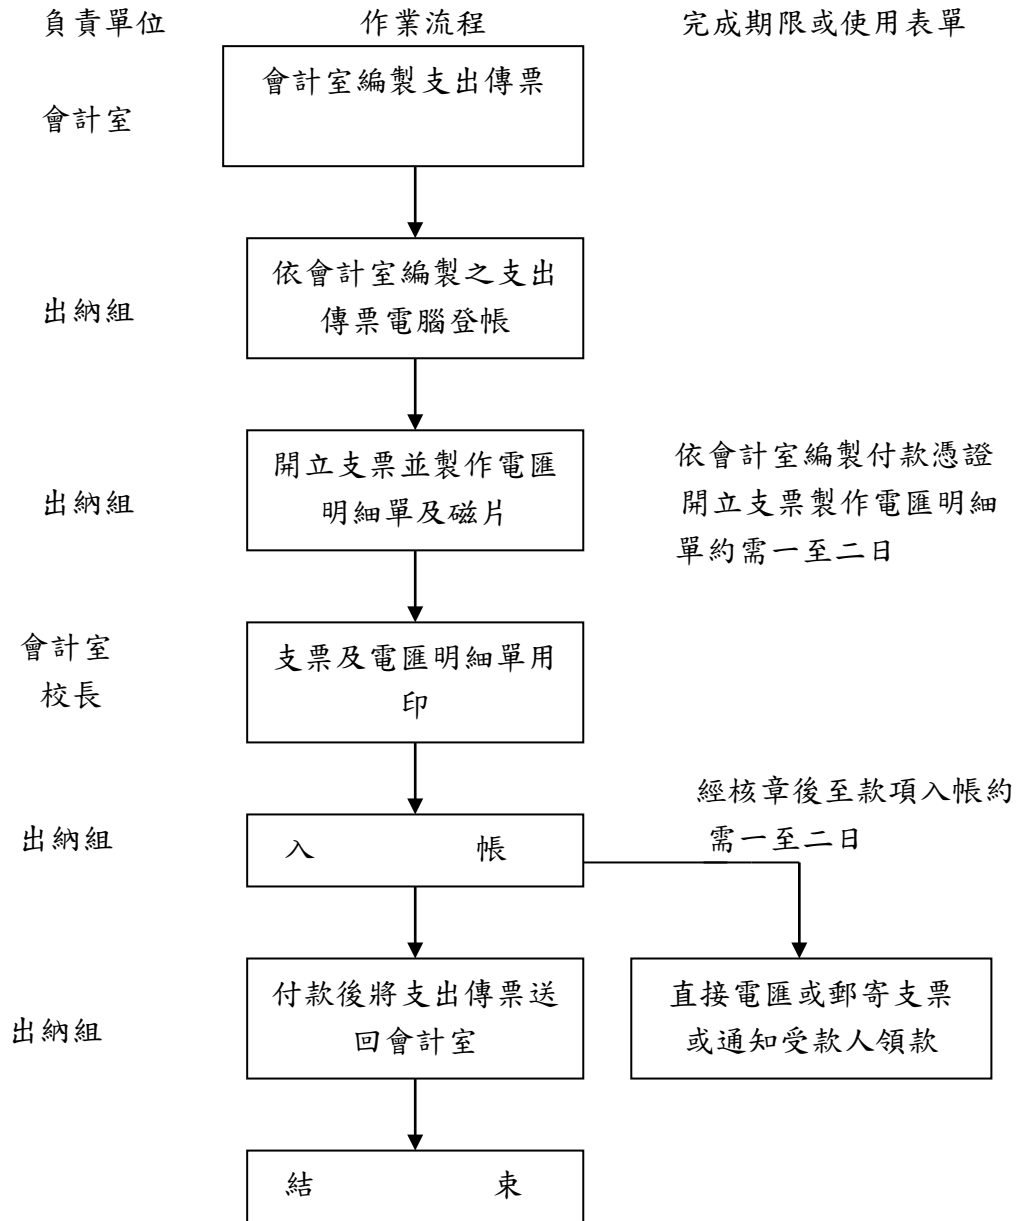 負責單位
作業流程
完成期限或使用表單
會計室
會計室編製支出傳票
出納組
依會計室編製之支出
傳票電腦登帳
出納組
開立支票並製作電匯
明細單及磁片
依會計室編製付款憑證
開立支票製作電匯明細
單約需一至二日
會計室
校長
支票及電匯明細單用
印
出納組
入 帳
經核章後至款項入帳約
需一至二日
出納組
付款後將支出傳票送
回會計室
直接電匯或郵寄支票
或通知受款人領款
結 束